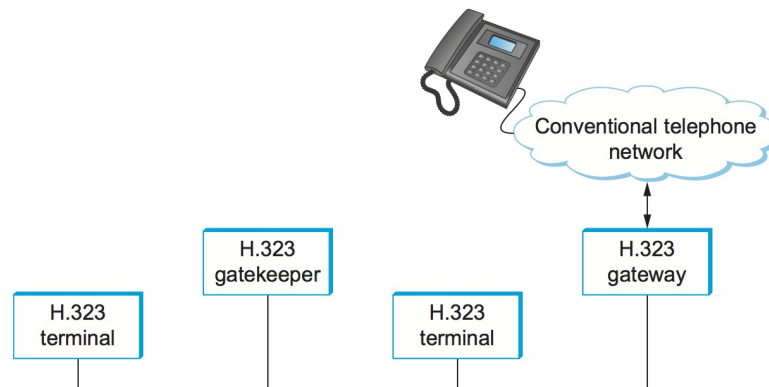 Conventional telephone
network
H.323
gatekeeper
H.323
gateway
H.323
terminal
H.323
terminal